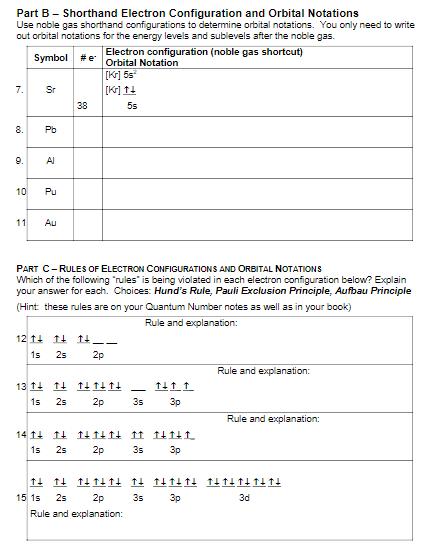 Part B – Shorthand Electron Configuration and Orbital Notations
Use noble gas shorthand configurations to determine orbital notations. You only need to write
out orbital notations for the energy levels and sublevels after the noble gas.
Symbol # e- Electron configuration (noble gas shortcut)
Orbital Notation
[Kr] 5s²
7. Sr [Kr] ↑↓
38 5s
8. Pb
9. Al
10 Pu
11 Au
PART C – RULES OF ELECTRON CONFIGURATIONS AND ORBITAL NOTATIONS
Which of the following "rules" is being violated in each electron configuration below? Explain
your answer for each. Choices: Hund's Rule, Pauli Exclusion Principle, Aufbau Principle
(Hint: these rules are on your Quantum Number notes as well as in your book)
Rule and explanation:
12 ↑↓ ↑↓ ↑↓ __ __
1s 2s 2p
Rule and explanation:
13 ↑↓ ↑↓ ↑↓ ↑↓ ↑↓ __ ↑↓ ↑ ↑
1s 2s 2p 3s 3p
Rule and explanation:
14 ↑↓ ↑↓ ↑↓ ↑↓ ↑↓ ↑↑ ↑↓ ↑↓ ↑
1s 2s 2p 3s 3p
↑↓ ↑↓ ↑↓ ↑↓ ↑↓ ↑↓ ↑↓ ↑↓ ↑↓ ↑↓ ↑↓ ↑↓ ↑↓ ↑↓
15 1s 2s 2p 3s 3p 3d
Rule and explanation: